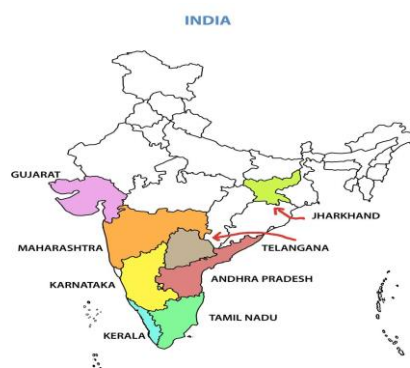 INDIA
GUJARAT
JHARKHAND
MAHARASHTRA
TELANGANA
KARNATAKA
ANDHRA PRADESH
TAMIL NADU
KERALA